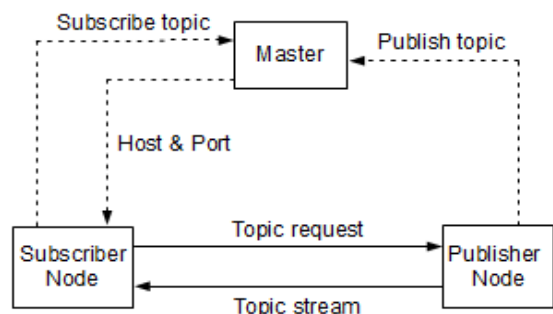 Subscribe topic
Master
Publish topic
Host & Port
Subscriber
Node
Topic request
Publisher
Node
Topic stream